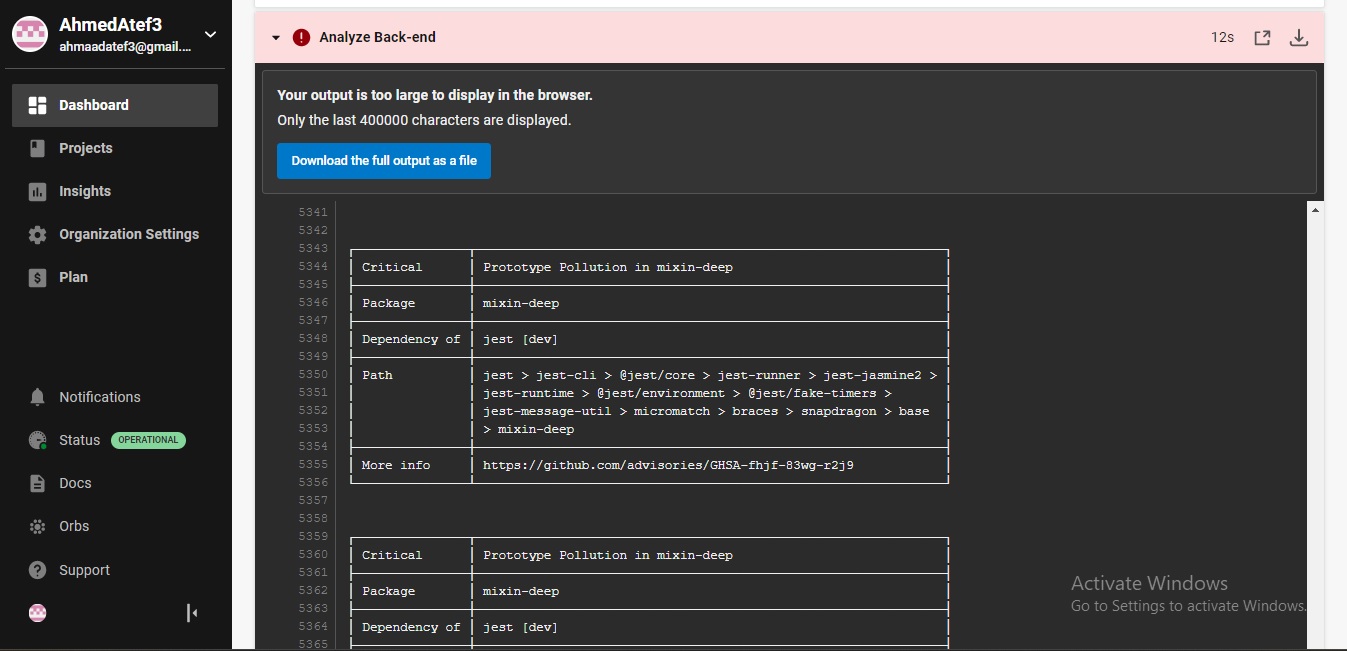 AhmedAtef3
ahmaadatef3@gmail....
Dashboard
Projects
Insights
Organization Settings
Plan
Notifications
Status OPERATIONAL
Docs
Orbs
Support
Analyze Back-end
12s
Your output is too large to display in the browser.
Only the last 400000 characters are displayed.
Download the full output as a file
5341
5342
5343
5344 Critical Prototype Pollution in mixin-deep
5345
5346 Package mixin-deep
5347
5348 Dependency of jest [dev]
5349
5350 Path jest > jest-cli > @jest/core > jest-runner > jest-jasmine2 >
5351 jest-runtime > @jest/environment > @jest/fake-timers >
5352 jest-message-util > micromatch > braces > snapdragon > base
5353 > mixin-deep
5354
5355 More info https://github.com/advisories/GHSA-fhjf-83wg-r2j9
5356
5357
5358
5359
5360 Critical Prototype Pollution in mixin-deep
5361
5362 Package mixin-deep
5363
5364 Dependency of jest [dev]
5365
Activate Windows
Go to Settings to activate Windows.